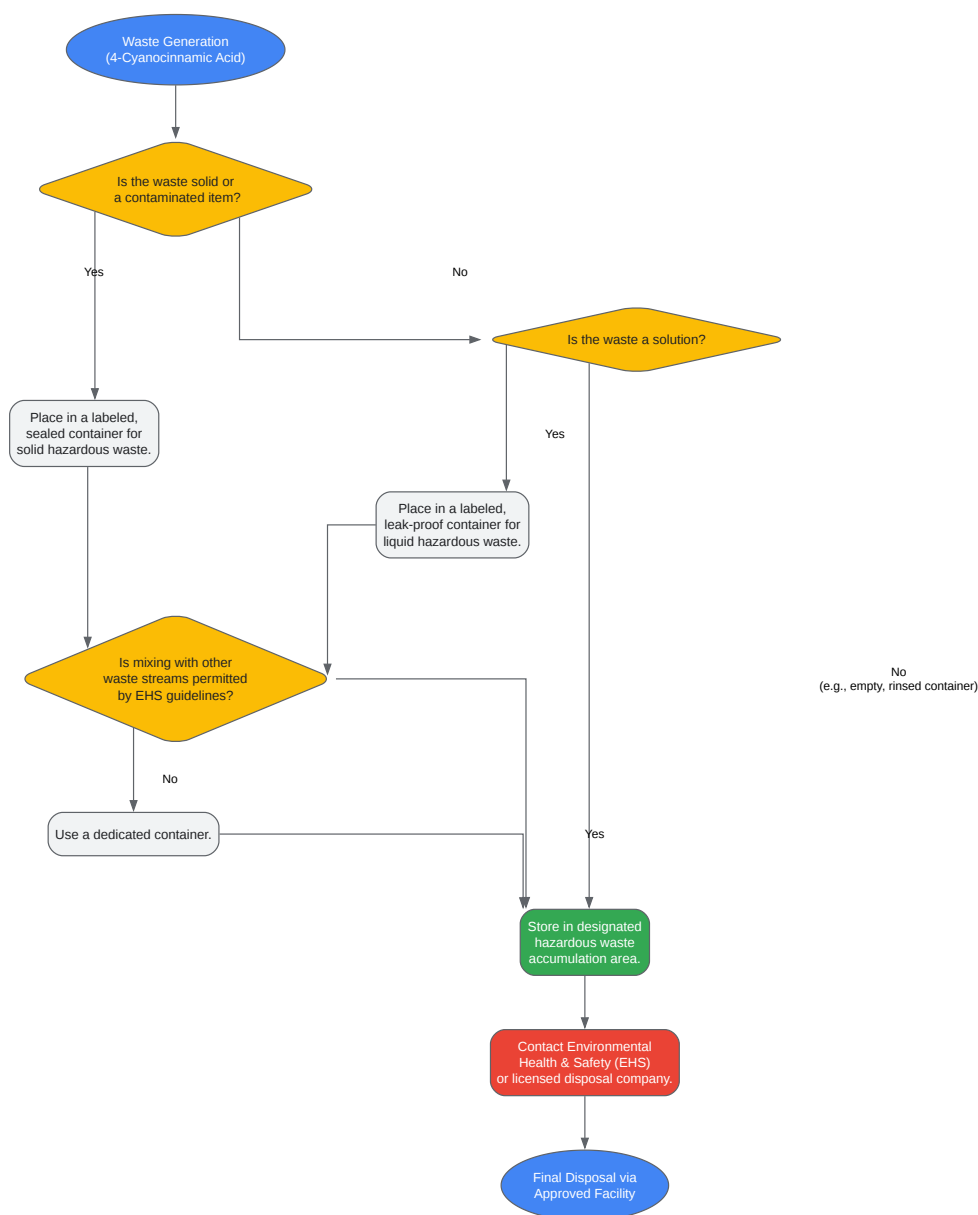 Waste Generation
(4-Cyanocinnamic Acid)
Is the waste solid or
a contaminated item?
Yes
No
Is the waste a solution?
Place in a labeled,
sealed container for
solid hazardous waste.
Yes
Place in a labeled,
leak-proof container for
liquid hazardous waste.
Is mixing with other
waste streams permitted
by EHS guidelines?
No
(e.g., empty, rinsed container)
No
Use a dedicated container.
Yes
Store in designated
hazardous waste
accumulation area.
Contact Environmental
Health & Safety (EHS)
or licensed disposal company.
Final Disposal via
Approved Facility